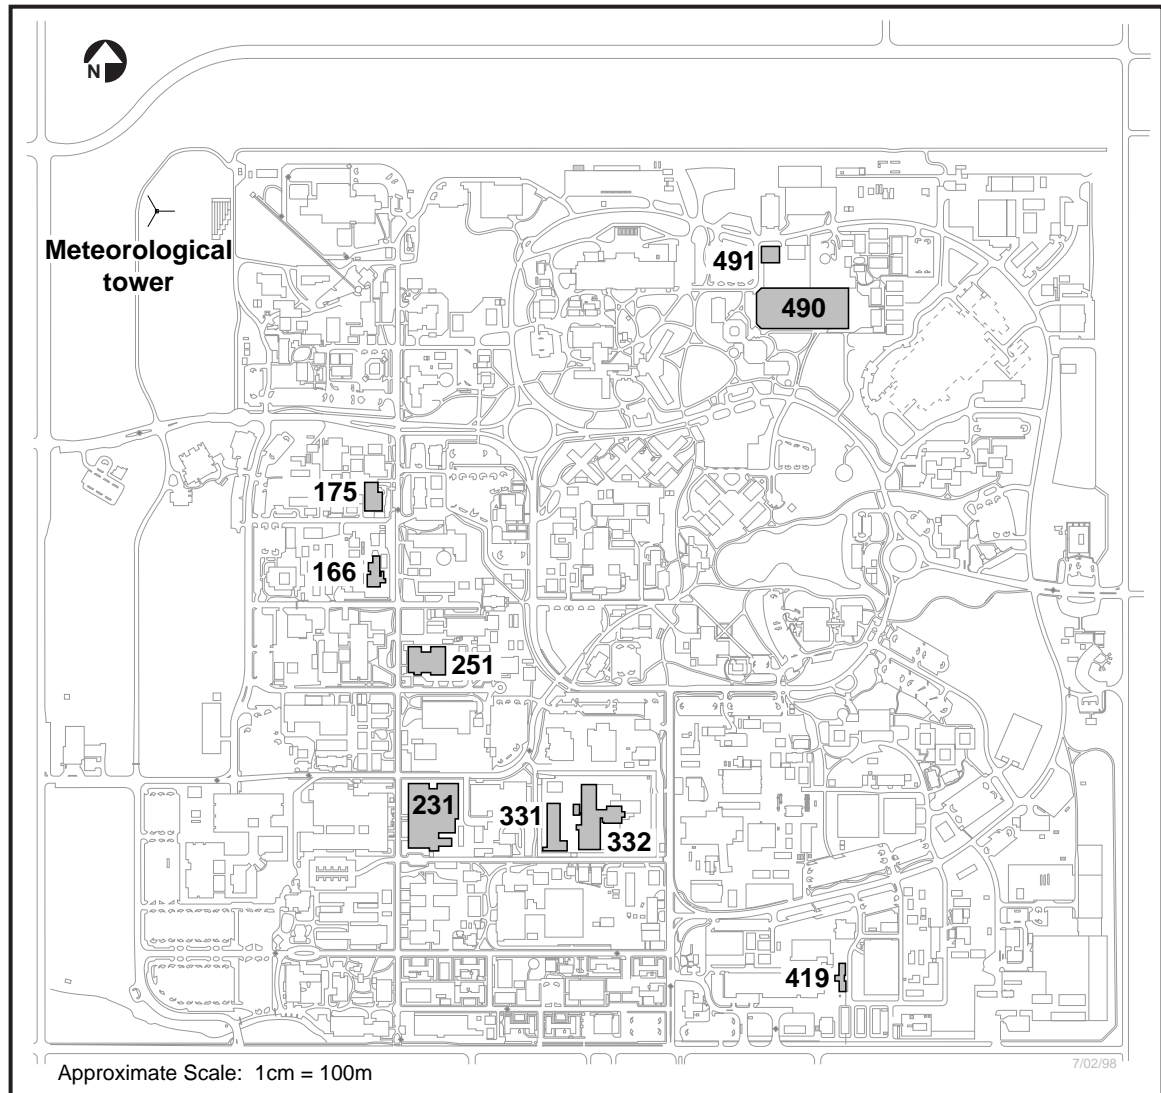 N
Meteorological
tower
491
490
175
166
251
231
331
332
419
Approximate Scale: 1cm = 100m
7/02/98